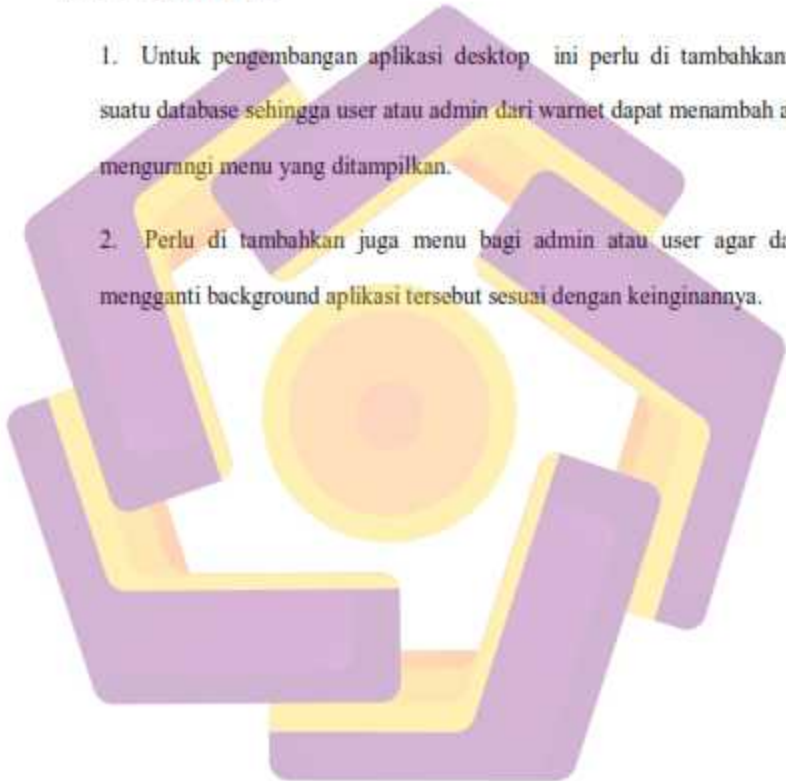 1. Untuk pengembangan aplikasi desktop ini perlu di tambahkan
suatu database sehingga user atau admin dari warnet dapat menambah
mengurangi menu yang ditampilkan.
2. Perlu di tambahkan juga menu bagi admin atau user agar
mengganti background aplikasi tersebut sesuai dengan keinginannya.